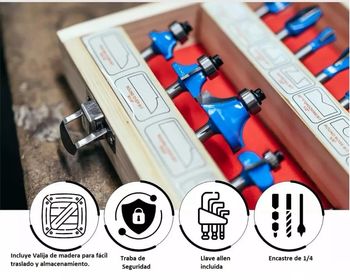 Incluye Valija de madera para fácil
traslado y almacenamiento.
Traba de
Seguridad
Llave allen
incluida
Encastre de 1/4